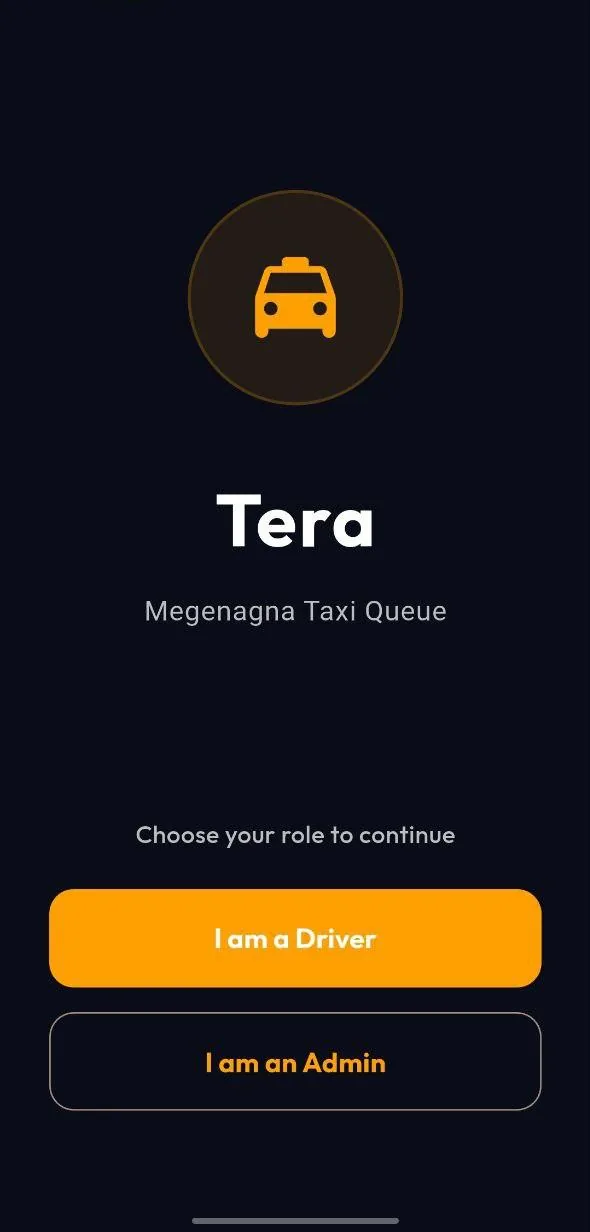 Tera
Megenagna Taxi Queue
Choose your role to continue
I am a Driver
I am an Admin